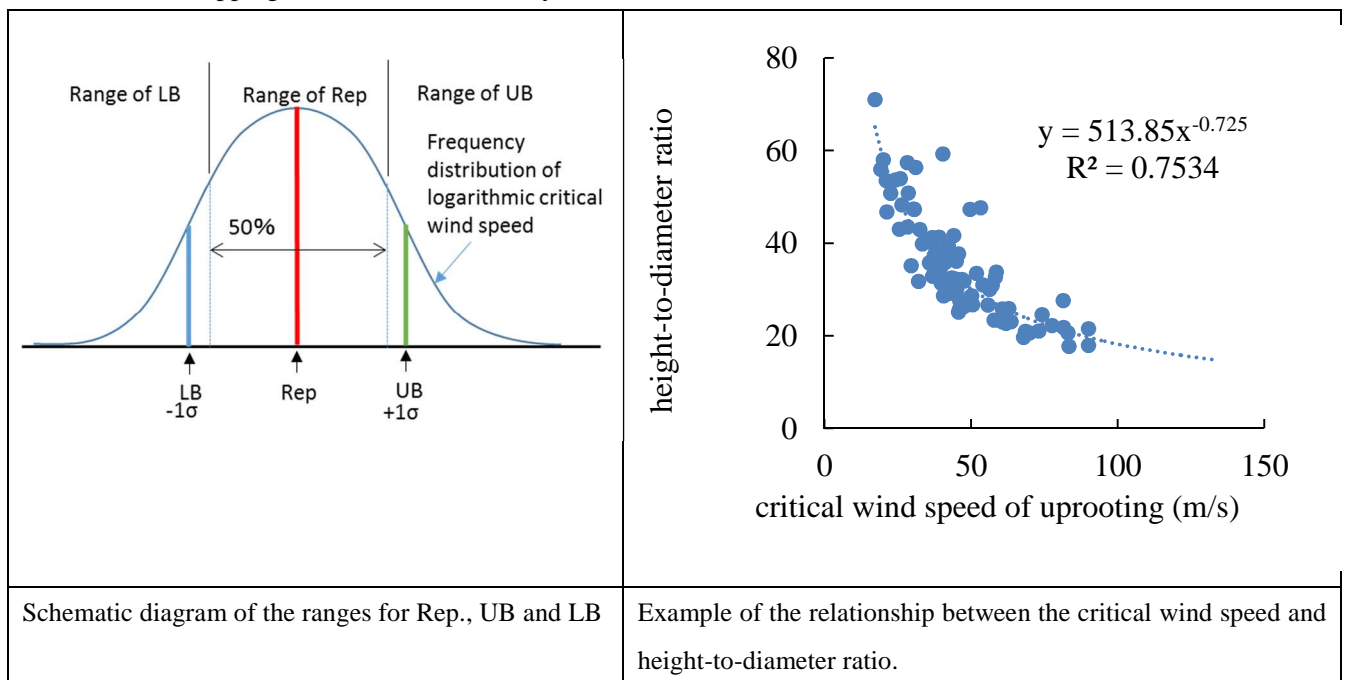 Range of LB
Range of Rep
Range of UB
Frequency
distribution of
logarithmic critical
wind speed
50%
LB
-1σ
Rep
UB
+1σ
height-to-diameter ratio
80
60
40
20
0
y = 513.85x^-0.725
R² = 0.7534
0 50 100 150
critical wind speed of uprooting (m/s)
Schematic diagram of the ranges for Rep., UB and LB
Example of the relationship between the critical wind speed and
height-to-diameter ratio.